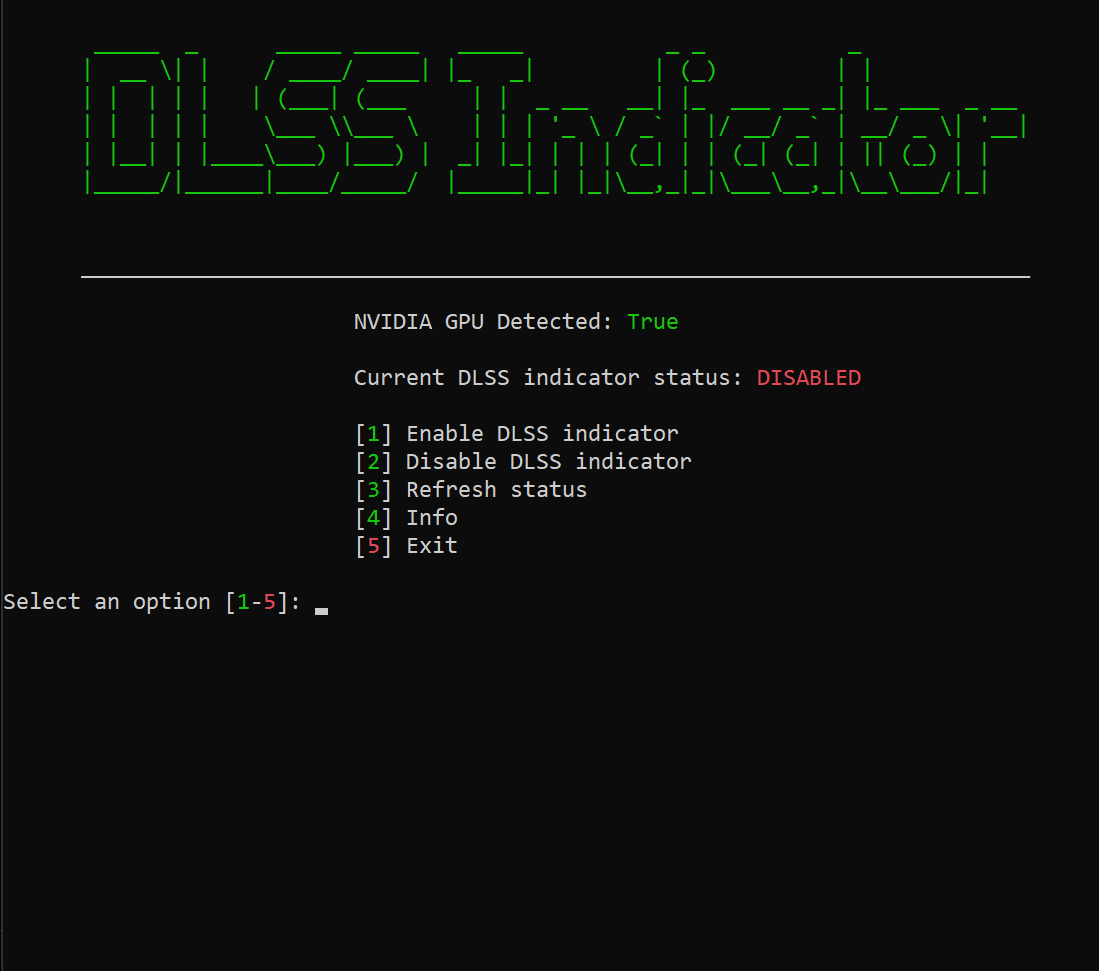 DLSS Indicator
NVIDIA GPU Detected: True
Current DLSS indicator status: DISABLED
[1] Enable DLSS indicator
[2] Disable DLSS indicator
[3] Refresh status
[4] Info
[5] Exit
Select an option [1-5]: